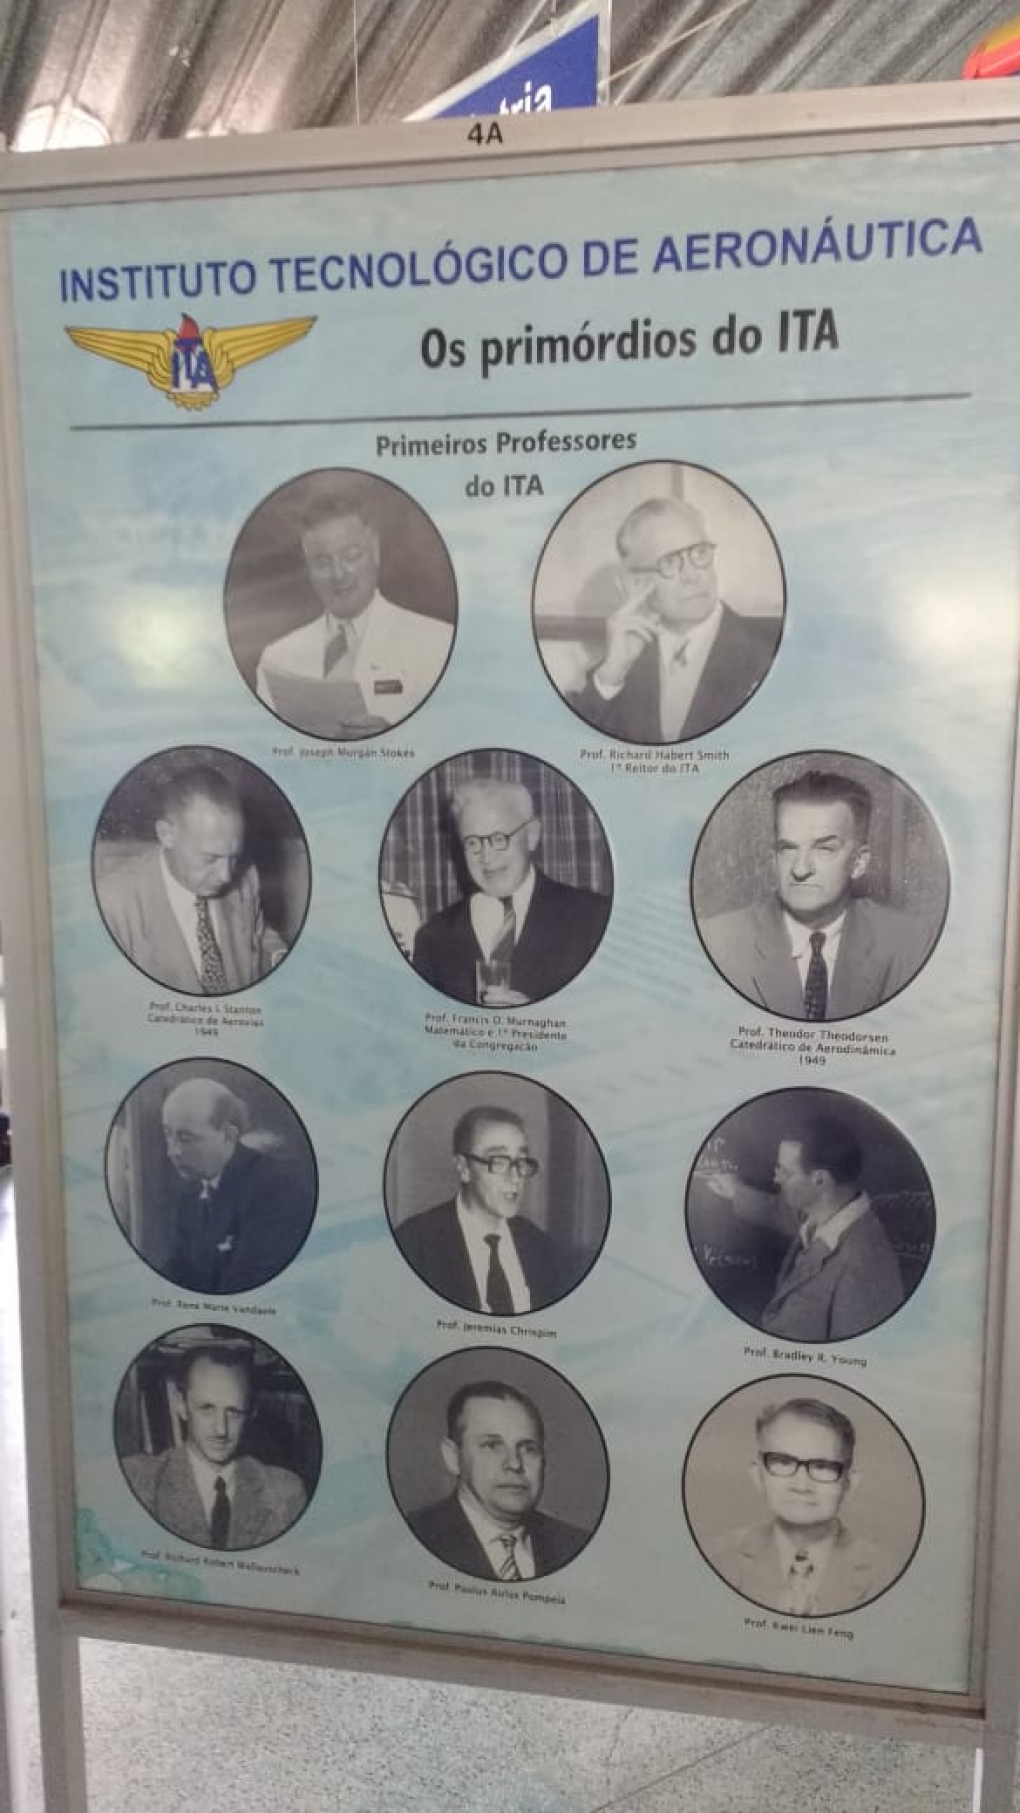 tria
4A
INSTITUTO TECNOLÓGICO DE AERONÁUTICA
ITA
Os primórdios do ITA
Primeiros Professores
do ITA
Prof. Joseph Morgan Stokes
Prof. Richard Habert Smith
1º Reitor do ITA
Prof. Charles I. Stanton
Catedrático de Aerovias
1949
Prof. Francis D. Murnaghan
Matemático e 1º Presidente
da Congregação
Prof. Theodor Theodorsen
Catedrático de Aerodinâmica
1949
Prof. René Marie Vandaele
Prof. Jeremias Chrispim
Prof. Bradley R. Young
Prof. Richard Robert Wallauscheck
Prof. Paulus Aulus Pompeia
Prof. Kwei Lien Feng